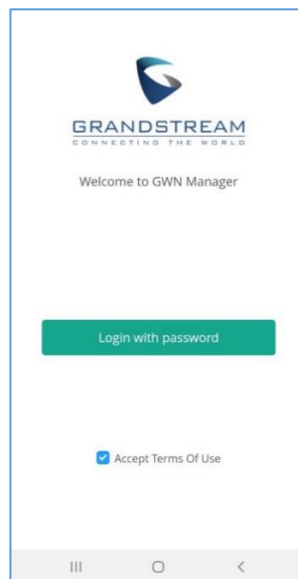 GRANDSTREAM
CONNECTING THE WORLD
Welcome to GWN Manager
Login with password
Accept Terms Of Use